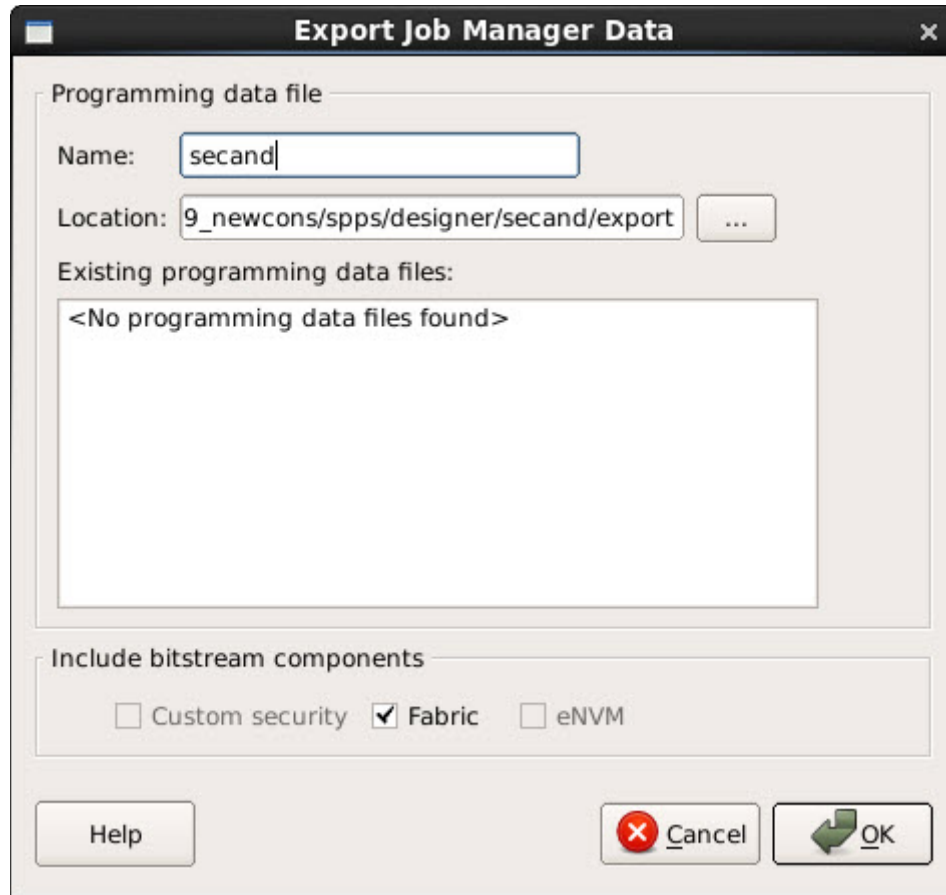 Export Job Manager Data
Programming data file
Name: secand
Location: 9_newcons/spps/designer/secand/export ...
Existing programming data files:
<No programming data files found>
Include bitstream components
Custom security Fabric eNVM
Help Cancel OK